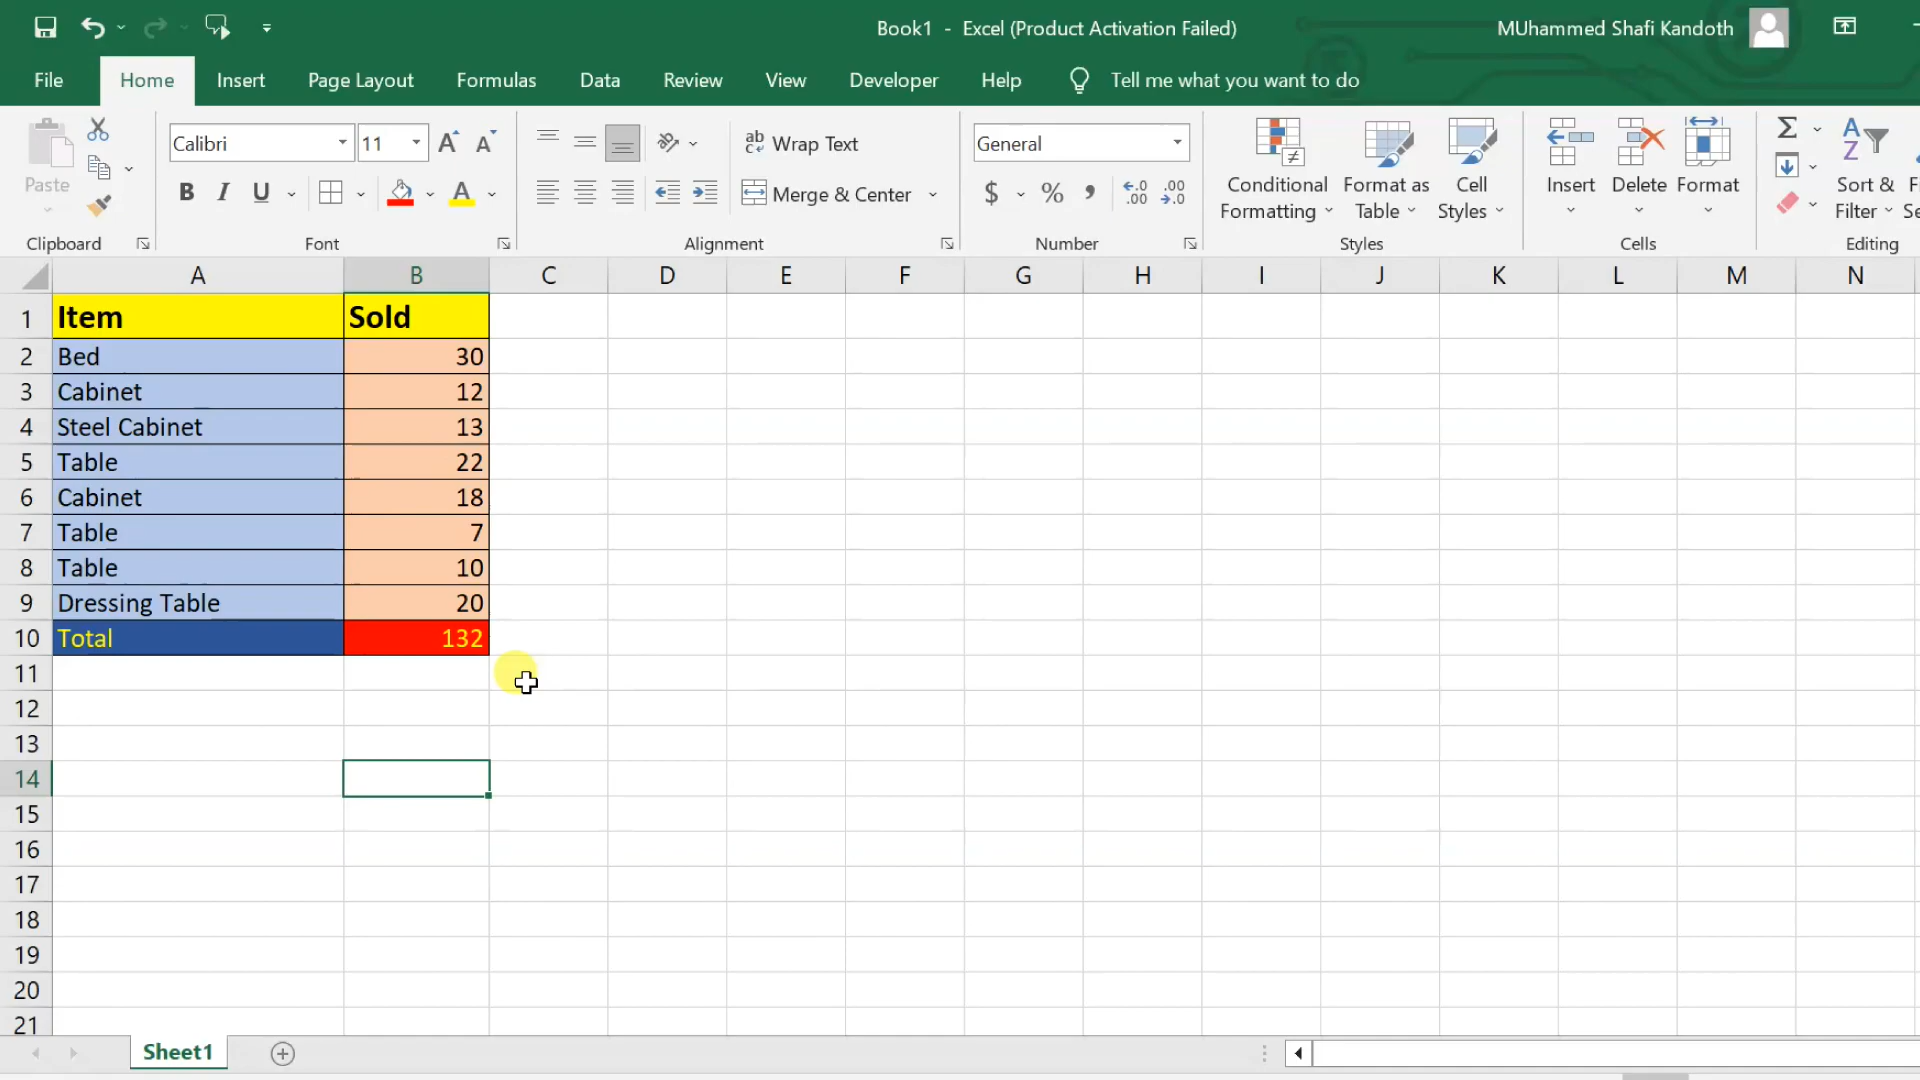 Book1 - Excel (Product Activation Failed)
MUhammed Shafi Kandoth
File Home Insert Page Layout Formulas Data Review View Developer Help Tell me what you want to do
Calibri 11
ab Wrap Text
General
Paste
B I U A
Merge & Center
$ % , .00 .00
Conditional Formatting
Format as Table
Cell Styles
Insert Delete Format
Sort & Filter
Clipboard Font Alignment Number Styles Cells Editing
A B C D E F G H I J K L M N
1 Item Sold
2 Bed 30
3 Cabinet 12
4 Steel Cabinet 13
5 Table 22
6 Cabinet 18
7 Table 7
8 Table 10
9 Dressing Table 20
10 Total 132
11
12
13
14
15
16
17
18
19
20
21
Sheet1